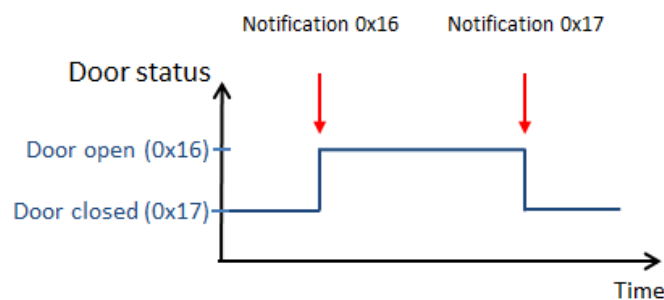 Notification 0x16
Notification 0x17
Door status
Door open (0x16)
Door closed (0x17)
Time